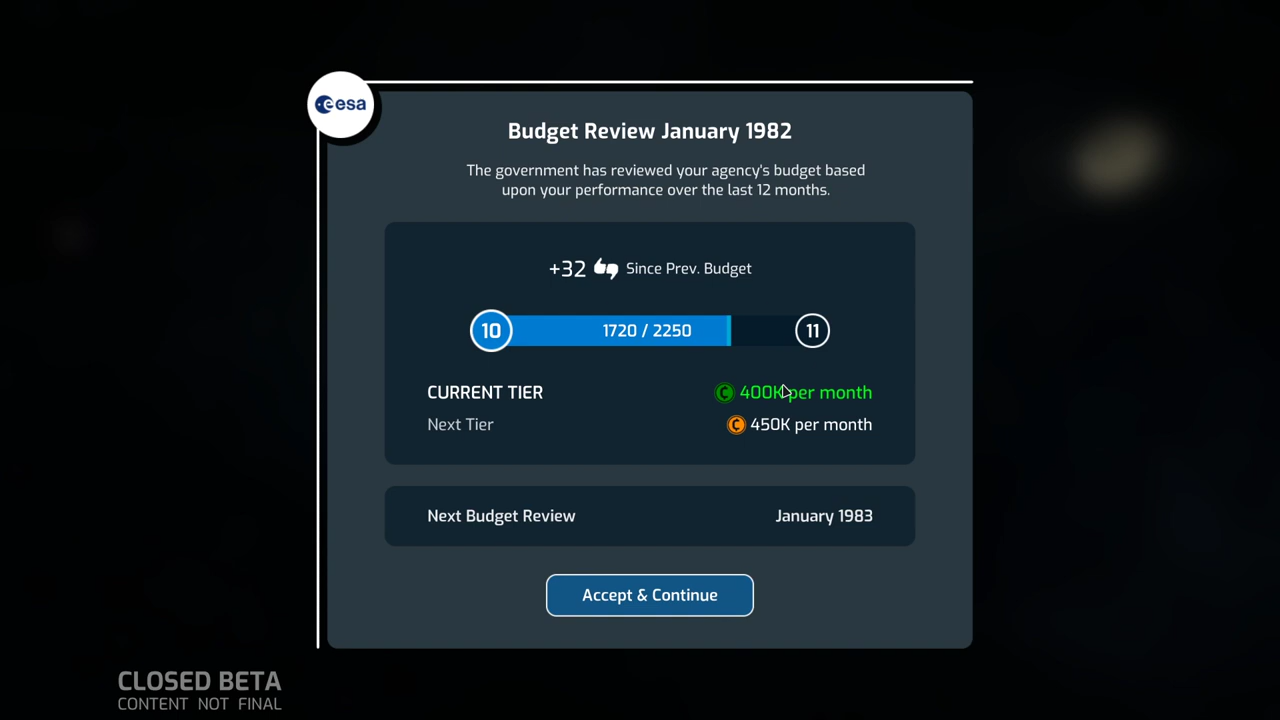 esa
Budget Review January 1982
The government has reviewed your agency's budget based
upon your performance over the last 12 months.
+32 Since Prev. Budget
10 1720 / 2250 11
CURRENT TIER C 400K per month
Next Tier C 450K per month
Next Budget Review January 1983
Accept & Continue
CLOSED BETA
CONTENT NOT FINAL